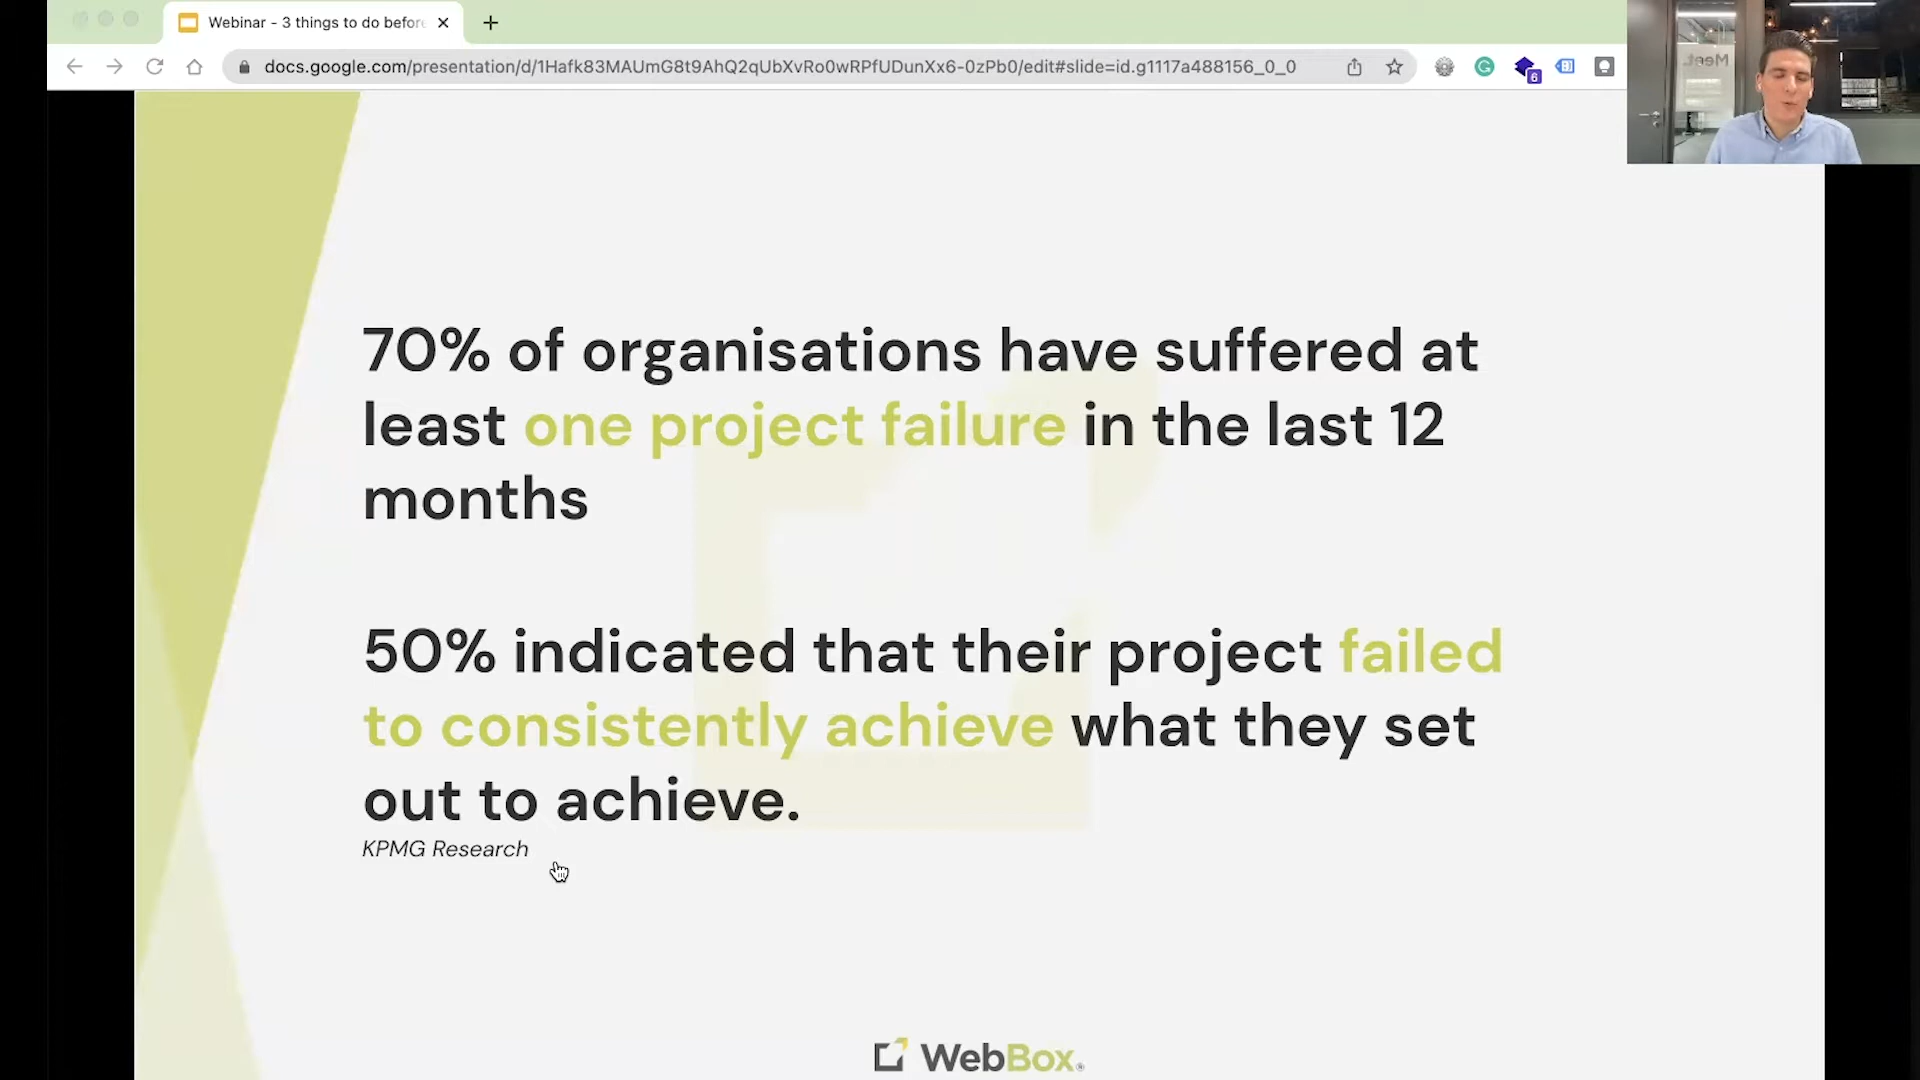 Webinar - 3 things to do before
docs.google.com/presentation/d/1Hafk83MAUmG8t9AhQ2qUbXvRo0wRPfUDunXx6-0zPb0/edit#slide=id.g1117a488156_0_0
6
Meet.
70% of organisations have suffered at
least one project failure in the last 12
months
50% indicated that their project failed
to consistently achieve what they set
out to achieve.
KPMG Research
WebBox®